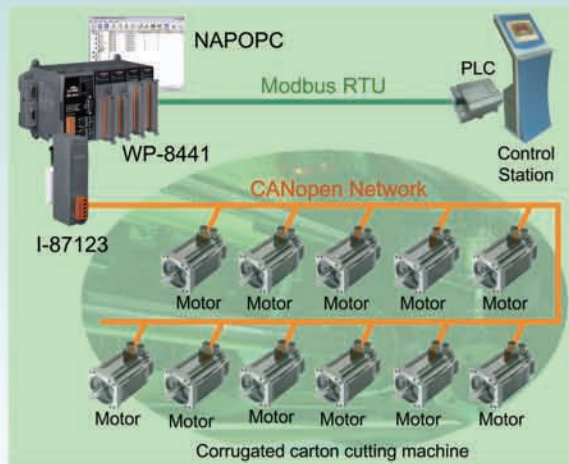 NAPOPC
Modbus RTU
PLC
WP-8441
Control
Station
CANopen Network
I-87123
Motor Motor Motor Motor Motor
Motor Motor Motor Motor Motor Motor
Corrugated carton cutting machine